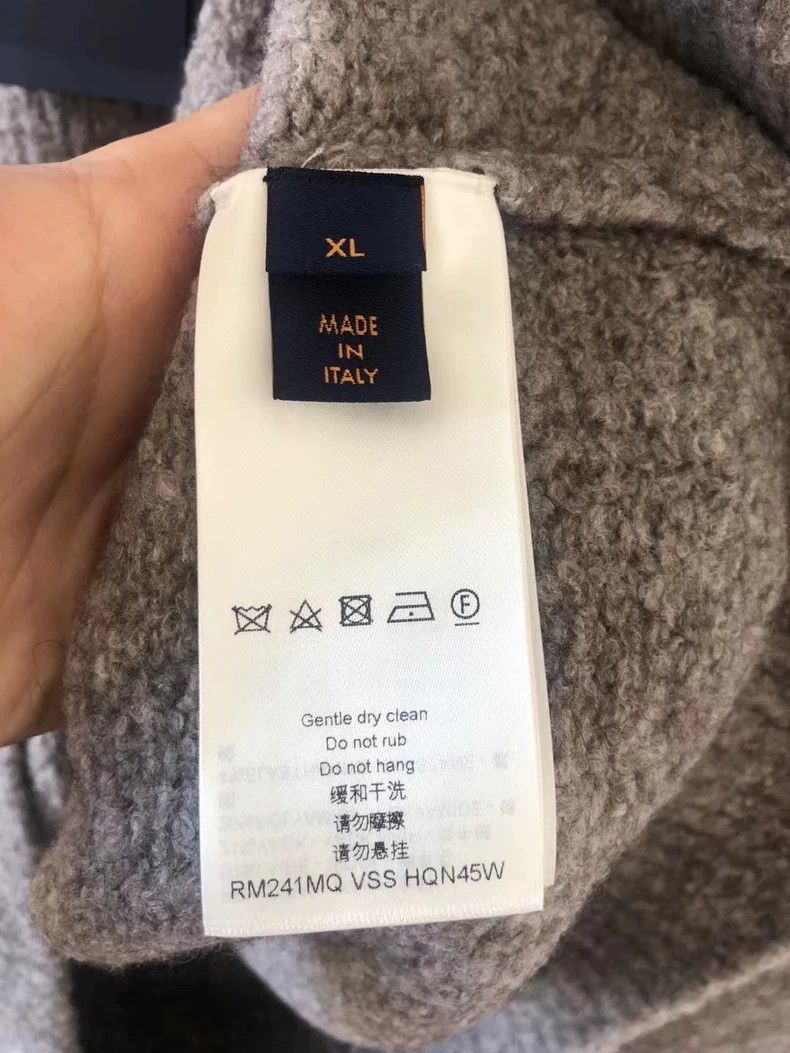 XL
MADE
IN
ITALY
F
Gentle dry clean
Do not rub
Do not hang
缓和干洗
请勿摩擦
请勿悬挂
RM241MQ VSS HQN45W